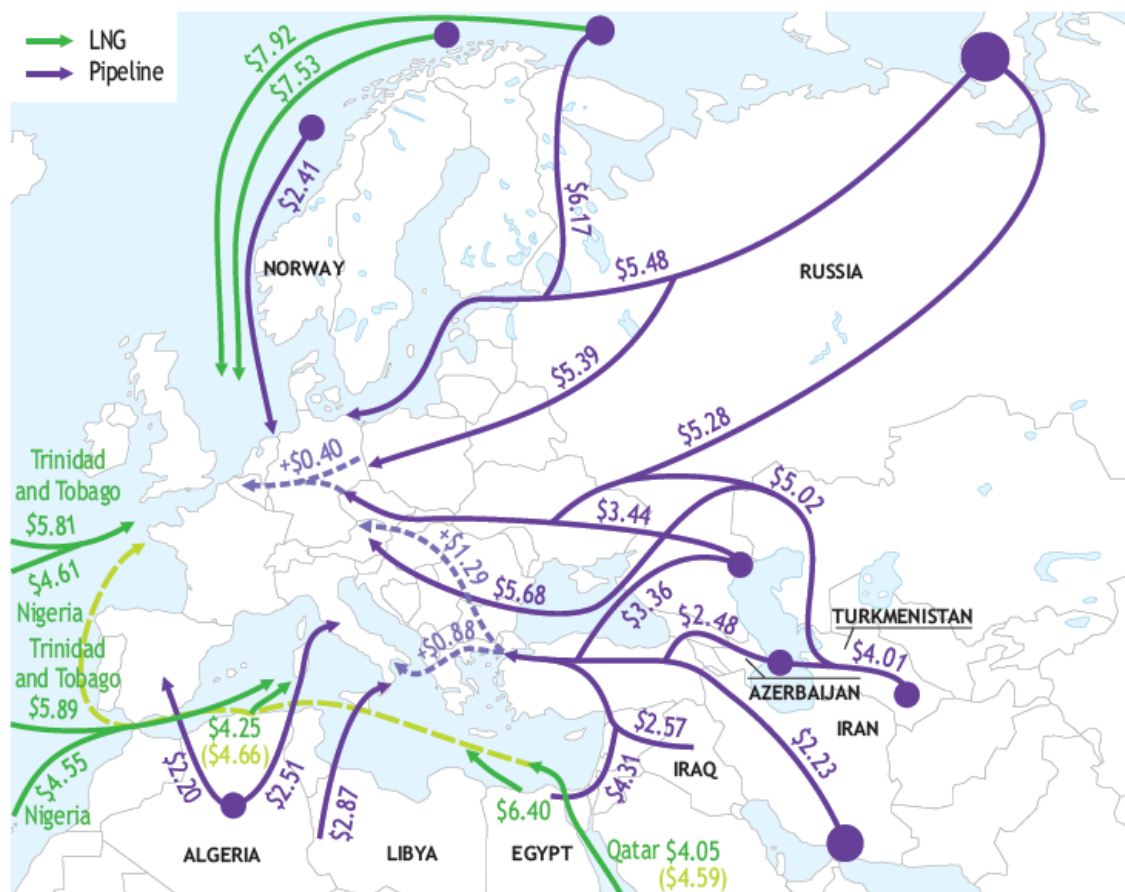 LNG
Pipeline
$7.92
$7.53
$2.41
$6.17
NORWAY
$5.48
RUSSIA
$5.39
$5.28
+$0.40
Trinidad
and Tobago
$5.81
$4.61
Nigeria
$5.02
$3.44
+$1.29
$5.68
$3.36
TURKMENISTAN
$2.48
+$0.88
$4.01
AZERBAIJAN
IRAN
Trinidad
and Tobago
$5.89
$4.25
($4.66)
$2.57
IRAQ
$2.23
$4.55
Nigeria
$2.20
$2.51
$2.87
$6.40
$4.31
ALGERIA
LIBYA
EGYPT
Qatar $4.05
($4.59)